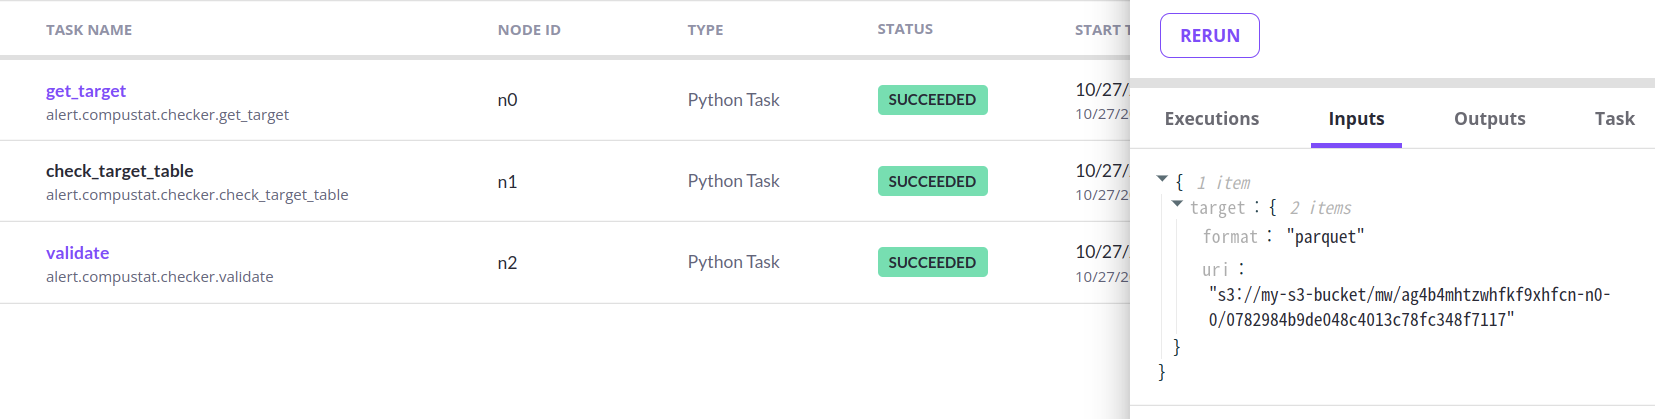 TASK NAME NODE ID TYPE STATUS START
get_target n0 Python Task SUCCEEDED 10/27/
alert.compustat.checker.get_target 10/27/2
check_target_table n1 Python Task SUCCEEDED 10/27/
alert.compustat.checker.check_target_table 10/27/2
validate n2 Python Task SUCCEEDED 10/27/
alert.compustat.checker.validate 10/27/2
RERUN
Executions Inputs Outputs Task
{ 1 item
target : { 2 items
format : "parquet"
uri :
"s3://my-s3-bucket/mw/ag4b4mhtzwhfkf9xhfcn-n0-
0/0782984b9de048c4013c78fc348f7117"
}
}